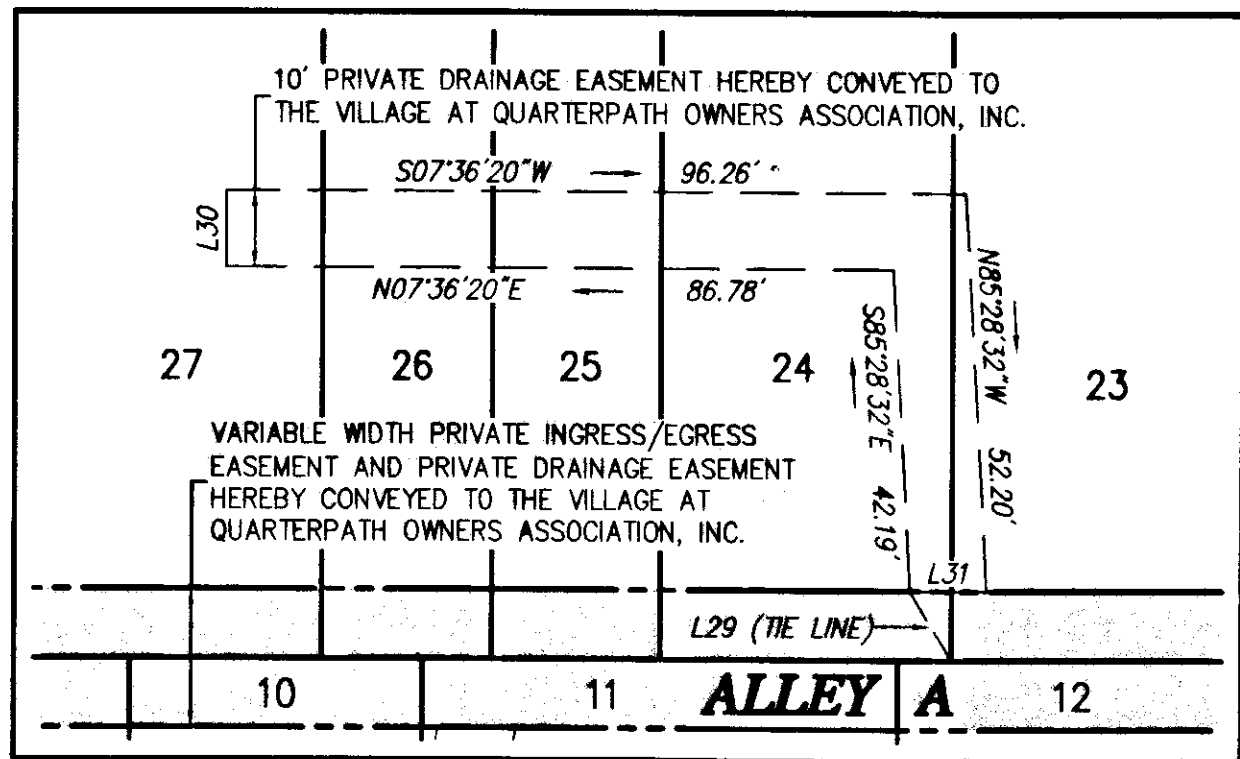 10' PRIVATE DRAINAGE EASEMENT HEREBY CONVEYED TO
THE VILLAGE AT QUARTERPATH OWNERS ASSOCIATION, INC.
S07°36'20"W 96.26'
L30
N07°36'20"E 86.78'
N85°28'32"W 52.20'
S85°28'32"E 42.19'
27
26
25
24
23
VARIABLE WIDTH PRIVATE INGRESS/EGRESS
EASEMENT AND PRIVATE DRAINAGE EASEMENT
HEREBY CONVEYED TO THE VILLAGE AT
QUARTERPATH OWNERS ASSOCIATION, INC.
L31
L29 (TIE LINE)
10
11
ALLEY A
12